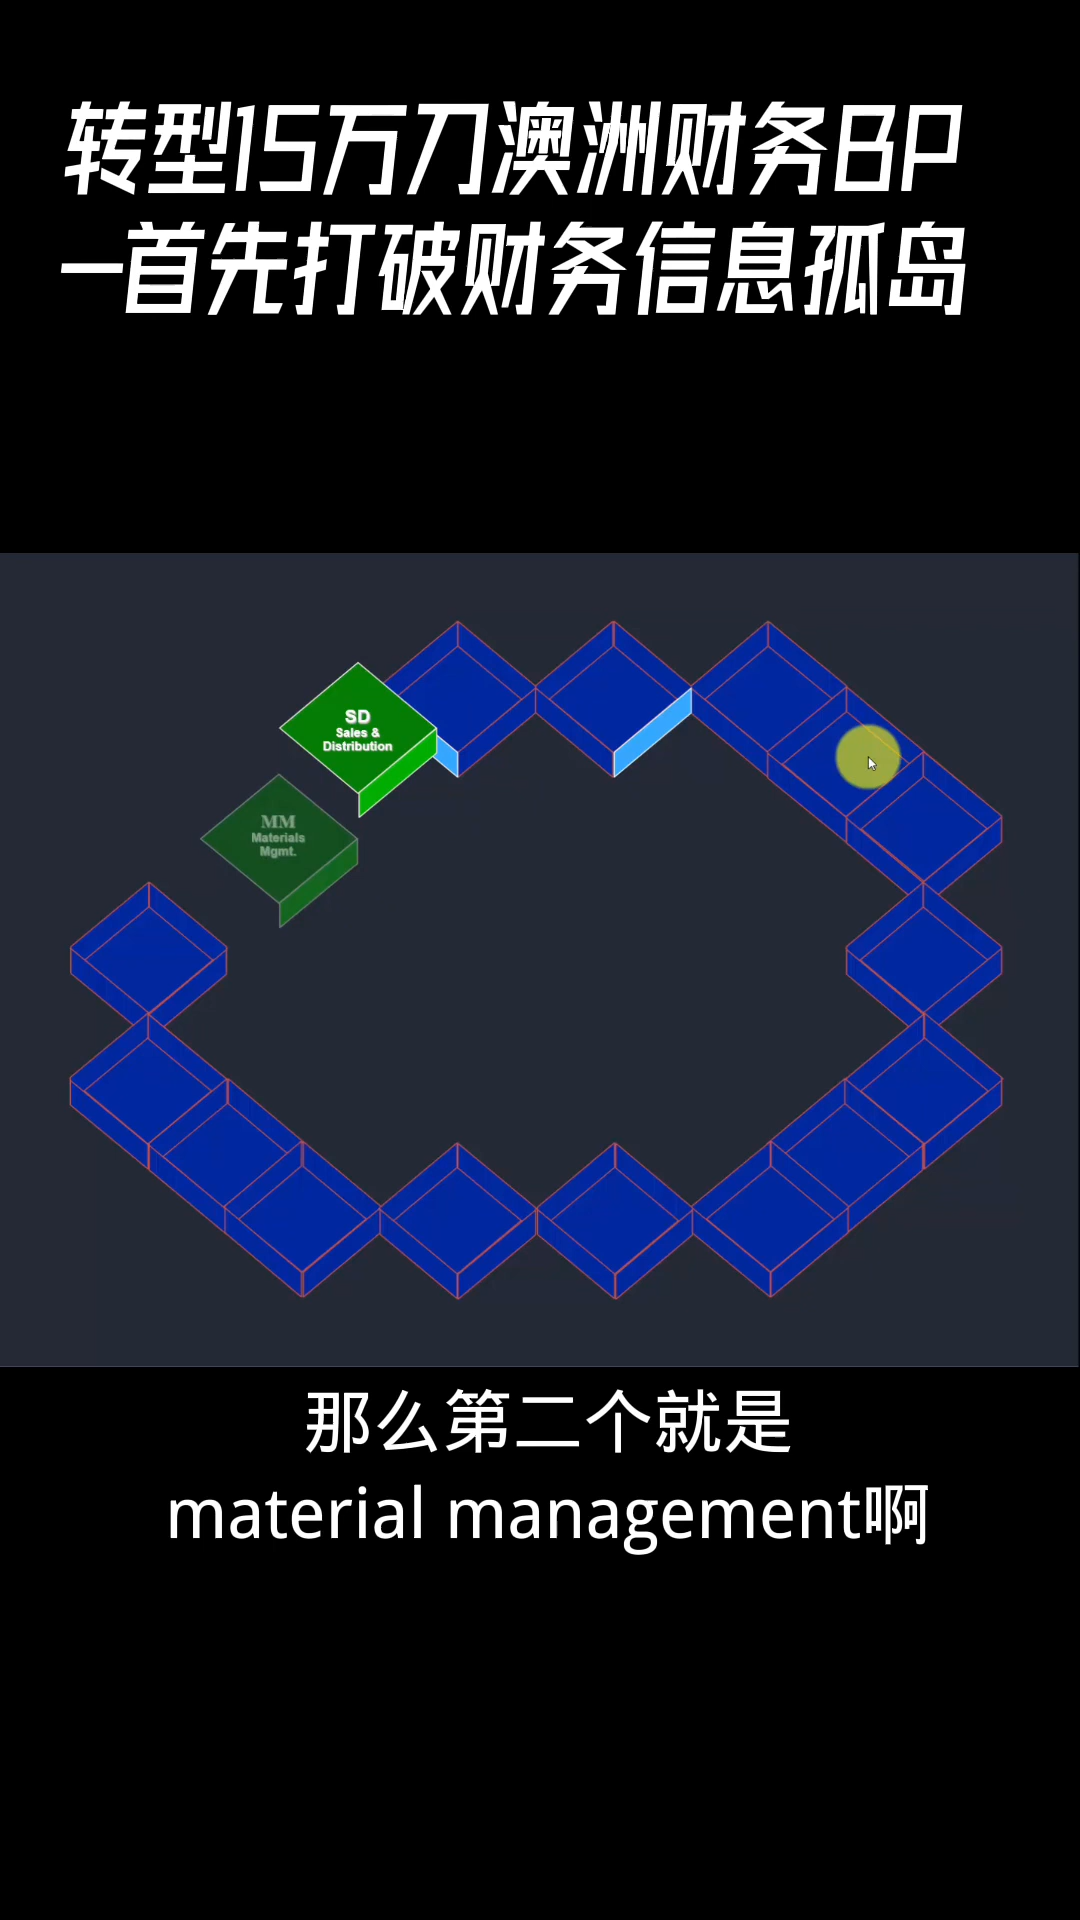 转型15万刀澳洲财务BP
—首先打破财务信息孤岛
SD
Sales &
Distribution
MM
Materials
Mgmt.
那么第二个就是
material management啊